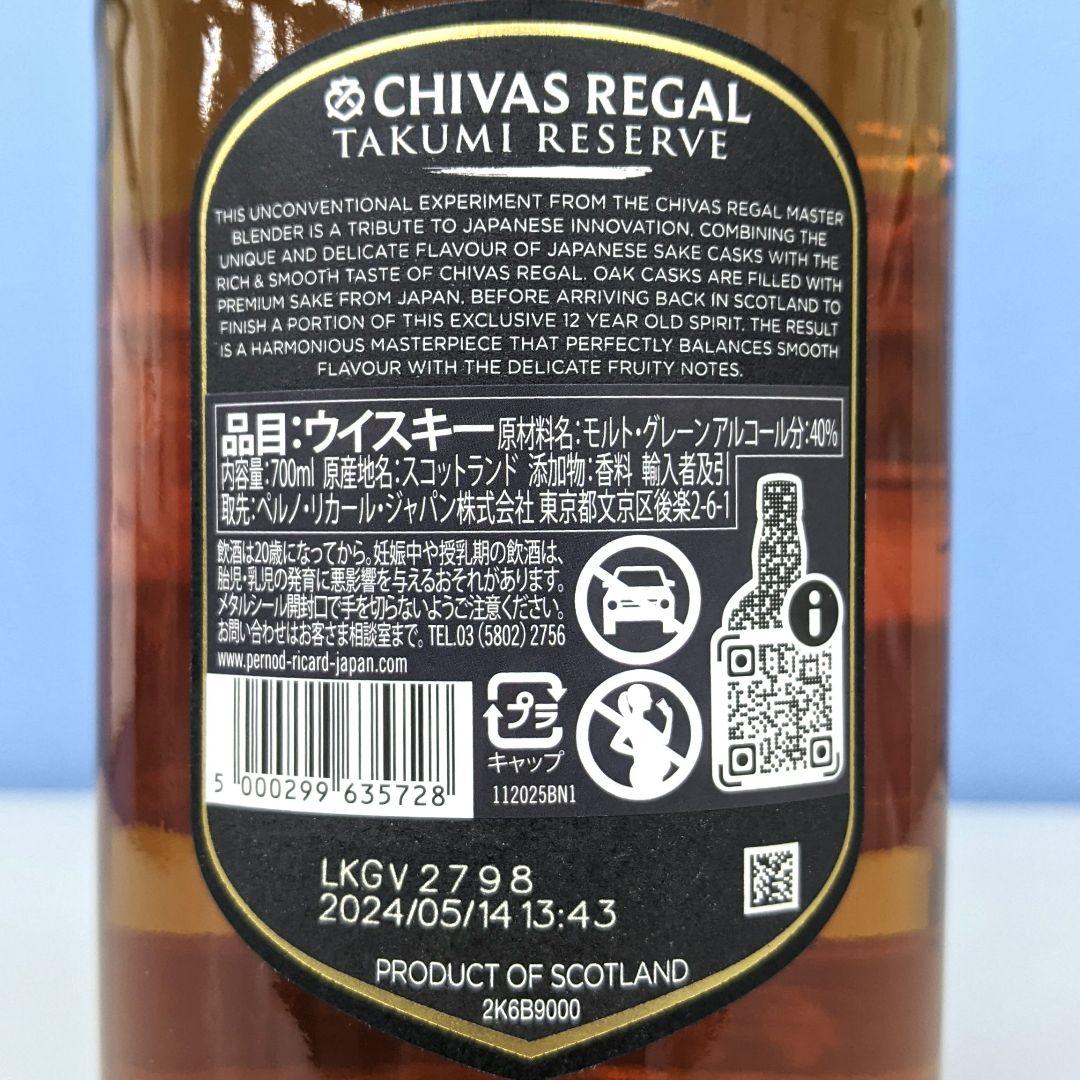 CHIVAS REGAL
TAKUMI RESERVE
THIS UNCONVENTIONAL EXPERIMENT FROM THE CHIVAS REGAL MASTER
BLENDER IS A TRIBUTE TO JAPANESE INNOVATION, COMBINING THE
UNIQUE AND DELICATE FLAVOUR OF JAPANESE SAKE CASKS WITH THE
RICH & SMOOTH TASTE OF CHIVAS REGAL. OAK CASKS ARE FILLED WITH
PREMIUM SAKE FROM JAPAN, BEFORE ARRIVING BACK IN SCOTLAND TO
FINISH A PORTION OF THIS EXCLUSIVE 12 YEAR OLD SPIRIT. THE RESULT
IS A HARMONIOUS MASTERPIECE THAT PERFECTLY BALANCES SMOOTH
FLAVOUR WITH THE DELICATE FRUITY NOTES.
品目:ウイスキー 原材料名:モルト・グレーン アルコール分:40%
内容量:700ml 原産地名:スコットランド 添加物:香料 輸入者及引
取先:ペルノ・リカール・ジャパン株式会社 東京都文京区後楽2-6-1
飲酒は20歳になってから。妊娠中や授乳期の飲酒は、
胎児・乳児の発育に悪影響を与えるおそれがあります。
メタルシール開封口で手を切らないようご注意ください。
お問い合わせはお客さま相談室まで。TEL.03 (5802) 2756
www.pernod-ricard-japan.com
i
プラ
キャップ
112025BN1
5 000299 635728
LKGV2798
2024/05/14 13:43
PRODUCT OF SCOTLAND
2K6B9000